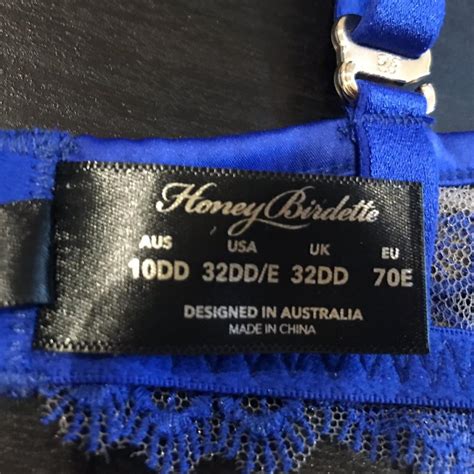 Honey Birdette
AUS USA UK EU
10DD 32DD/E 32DD 70E
DESIGNED IN AUSTRALIA
MADE IN CHINA